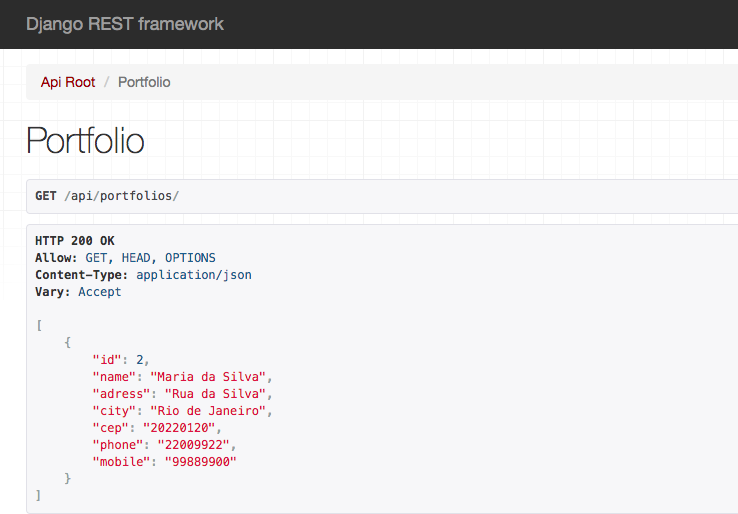 Django REST framework
Api Root / Portfolio
Portfolio
GET /api/portfolios/
HTTP 200 OK
Allow: GET, HEAD, OPTIONS
Content-Type: application/json
Vary: Accept
[
    {
        "id": 2,
        "name": "Maria da Silva",
        "adress": "Rua da Silva",
        "city": "Rio de Janeiro",
        "cep": "20220120",
        "phone": "22009922",
        "mobile": "99889900"
    }
]